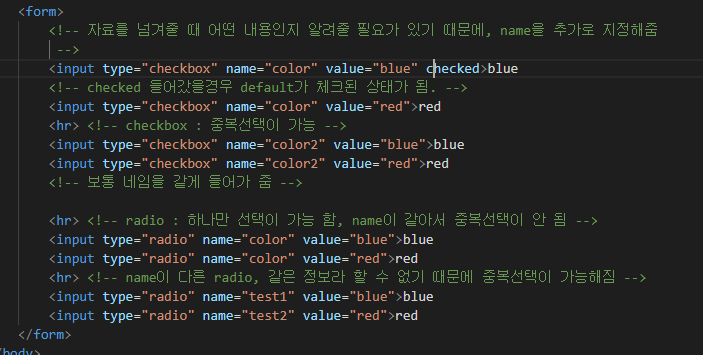 <form>
<!-- 자료를 넘겨줄 때 어떤 내용인지 알려줄 필요가 있기 때문에, name을 추가로 지정해줌
-->
<input type="checkbox" name="color" value="blue" checked>blue
<!-- checked 들어갔을경우 default가 체크된 상태가 됨. -->
<input type="checkbox" name="color" value="red">red
<hr> <!-- checkbox : 중복선택이 가능 -->
<input type="checkbox" name="color2" value="blue">blue
<input type="checkbox" name="color2" value="red">red
<!-- 보통 네임을 같게 들어가 줌 -->
<hr> <!-- radio : 하나만 선택이 가능 함, name이 같아서 중복선택이 안 됨 -->
<input type="radio" name="color" value="blue">blue
<input type="radio" name="color" value="red">red
<hr> <!-- name이 다른 radio, 같은 정보라 할 수 없기 때문에 중복선택이 가능해짐 -->
<input type="radio" name="test1" value="blue">blue
<input type="radio" name="test2" value="red">red
</form>
</body>